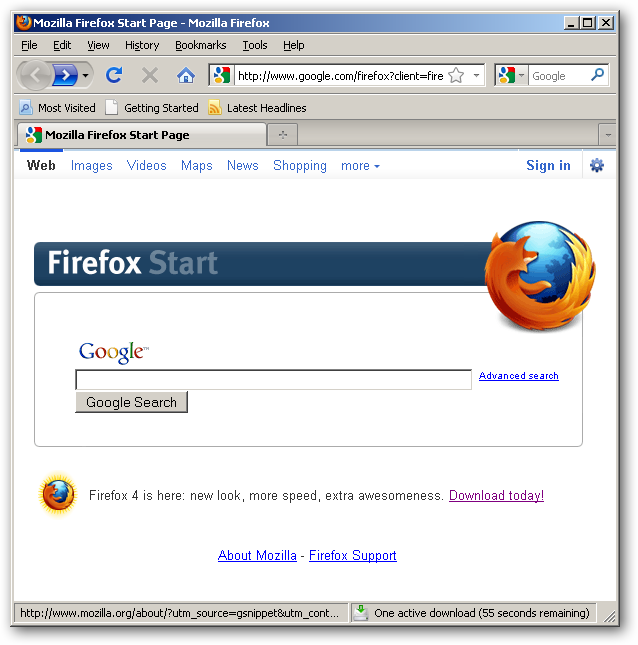 Mozilla Firefox Start Page - Mozilla Firefox
File Edit View History Bookmarks Tools Help
http://www.google.com/firefox?client=fire Google
Most Visited Getting Started Latest Headlines
Mozilla Firefox Start Page
Web Images Videos Maps News Shopping more Sign in
Firefox Start
Google™
Advanced search
Google Search
Firefox 4 is here: new look, more speed, extra awesomeness. Download today!
About Mozilla - Firefox Support
http://www.mozilla.org/about/?utm_source=gsnippet&utm_cont... One active download (55 seconds remaining)